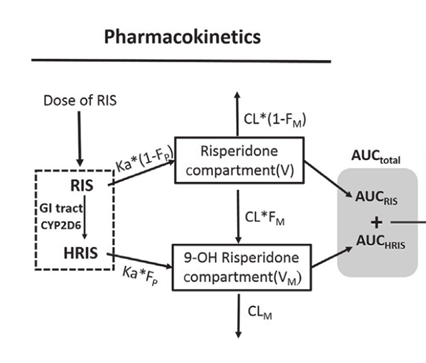 Pharmacokinetics
Dose of RIS
CL*(1-FM)
Ka*(1-FP)
Risperidone
compartment(V)
AUCtotal
RIS
GI tract
CYP2D6
HRIS
AUCRIS
+
AUCHRIS
CL*FM
Ka*FP
9-OH Risperidone
compartment(VM)
CLM